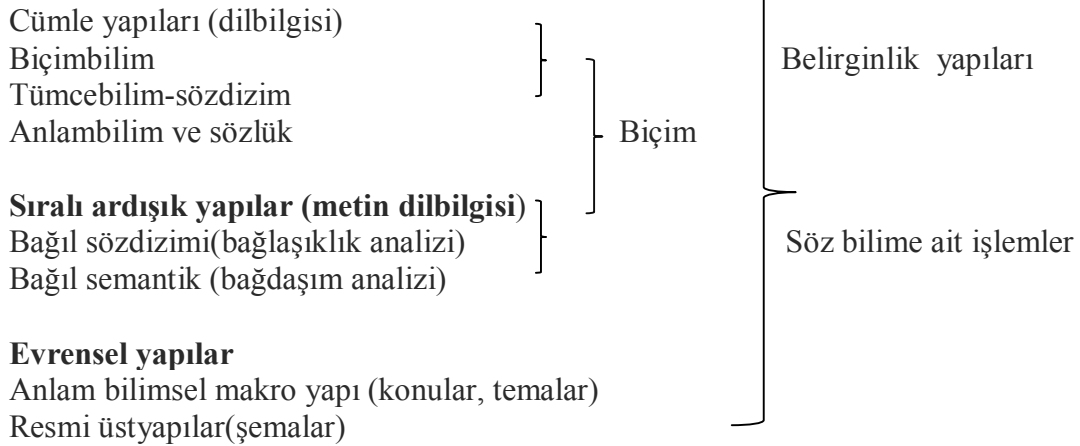 Cümle yapıları (dilbilgisi)
Biçimbilim Belirginlik yapıları
Tümcebilim-sözdizim
Anlambilim ve sözlük Biçim
Sıralı ardışık yapılar (metin dilbilgisi)
Bağıl sözdizimi(bağlaşıklık analizi) Söz bilime ait işlemler
Bağıl semantik (bağdaşım analizi)
Evrensel yapılar
Anlam bilimsel makro yapı (konular, temalar)
Resmi üstyapılar(şemalar)